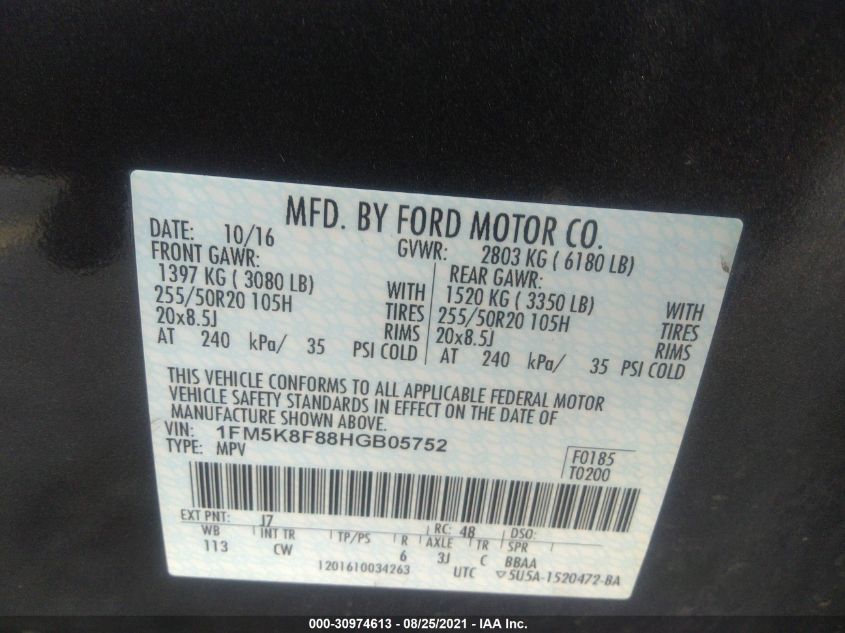 MFD. BY FORD MOTOR CO.
DATE: 10/16 GVWR: 2803 KG ( 6180 LB)
FRONT GAWR: REAR GAWR:
1397 KG ( 3080 LB) WITH 1520 KG ( 3350 LB) WITH
255/50R20 105H TIRES 255/50R20 105H TIRES
20x8.5J RIMS 20x8.5J RIMS
AT 240 kPa/ 35 PSI COLD AT 240 kPa/ 35 PSI COLD
THIS VEHICLE CONFORMS TO ALL APPLICABLE FEDERAL MOTOR
VEHICLE SAFETY STANDARDS IN EFFECT ON THE DATE OF
MANUFACTURE SHOWN ABOVE.
VIN: 1FM5K8F88HGB05752
TYPE: MPV
F0185
T0200
EXT PNT: J7 RC: 48 DSO:
WB INT TR TP/PS R AXLE TR SPR
113 CW 6 3J C BBAA
1201610034263 UTC ▽5U5A-1520472-BA
000-30974613 - 08/25/2021 - IAA Inc.